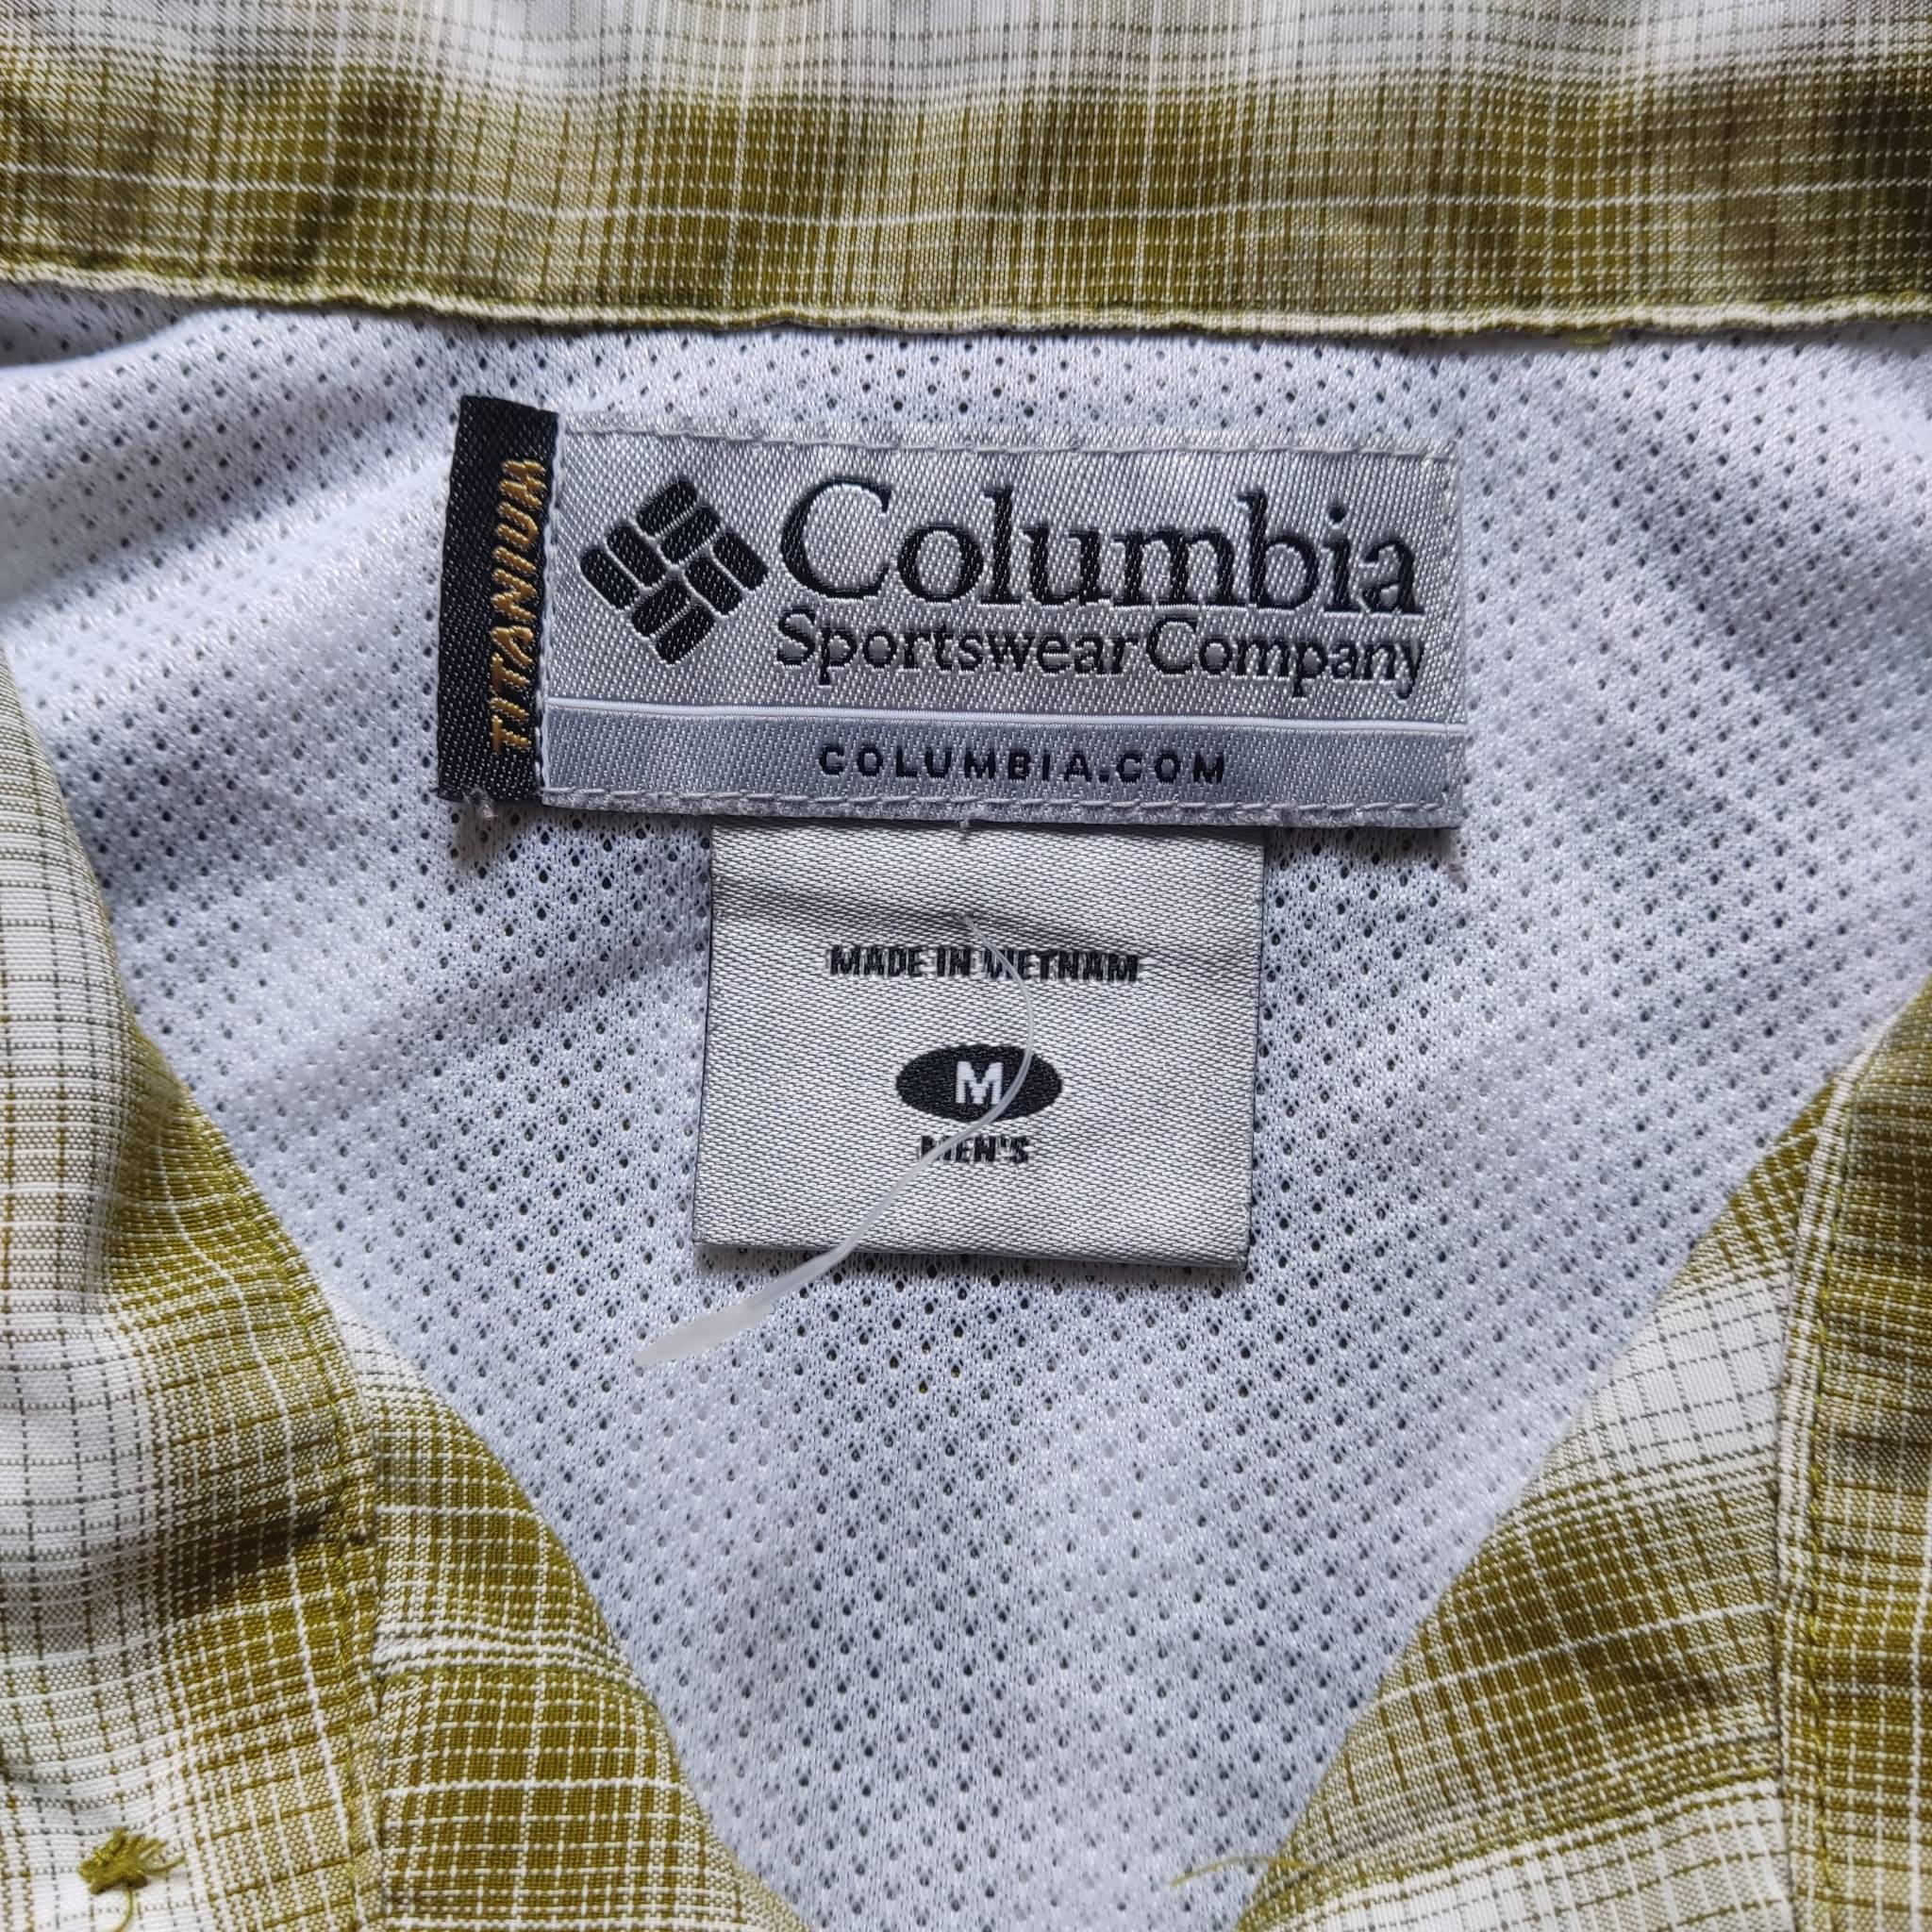 TITANIUM
Columbia
Sportswear Company
COLUMBIA.COM
MADE IN VIETNAM
M
MEN'S